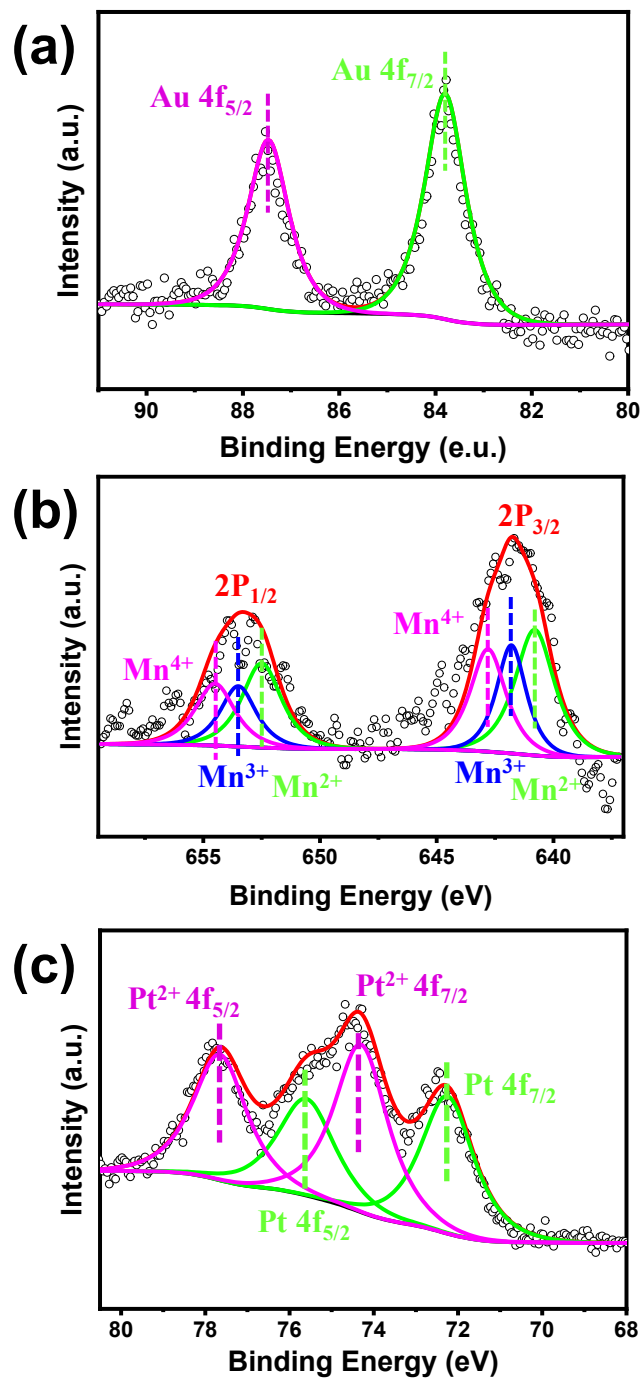 (a)
Au 4f₅/₂
Au 4f₇/₂
Intensity (a.u.)
90 88 86 84 82 80
Binding Energy (e.u.)
(b)
2P₃/₂
2P₁/₂
Mn⁴⁺
Mn⁴⁺
Intensity (a.u.)
Mn³⁺ Mn²⁺
Mn³⁺ Mn²⁺
655 650 645 640
Binding Energy (eV)
(c)
Pt²⁺ 4f₅/₂
Pt²⁺ 4f₇/₂
Pt 4f₇/₂
Pt 4f₅/₂
Intensity (a.u.)
80 78 76 74 72 70 68
Binding Energy (eV)